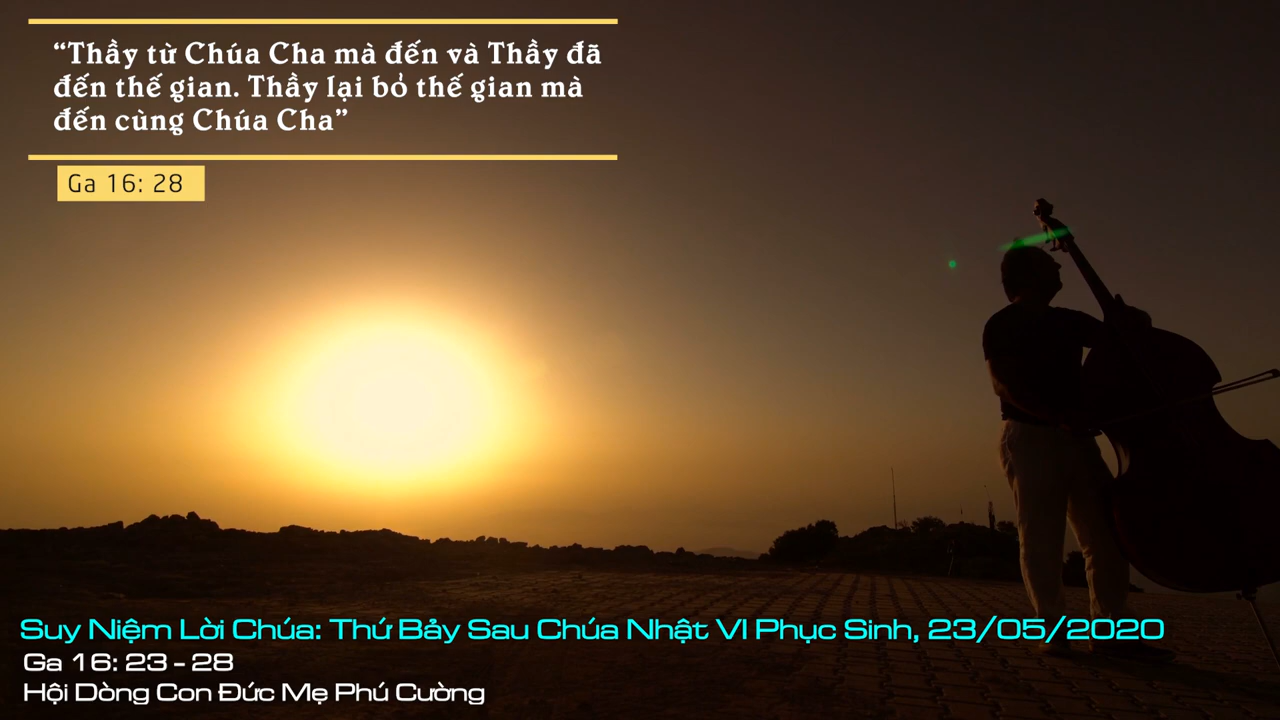 “Thầy từ Chúa Cha mà đến và Thầy đã
đến thế gian. Thầy lại bỏ thế gian mà
đến cùng Chúa Cha”
Ga 16: 28
Suy Niệm Lời Chúa: Thứ Bảy Sau Chúa Nhật VI Phục Sinh, 23/05/2020
Ga 16: 23 - 28
Hội Dòng Con Đức Mẹ Phú Cường